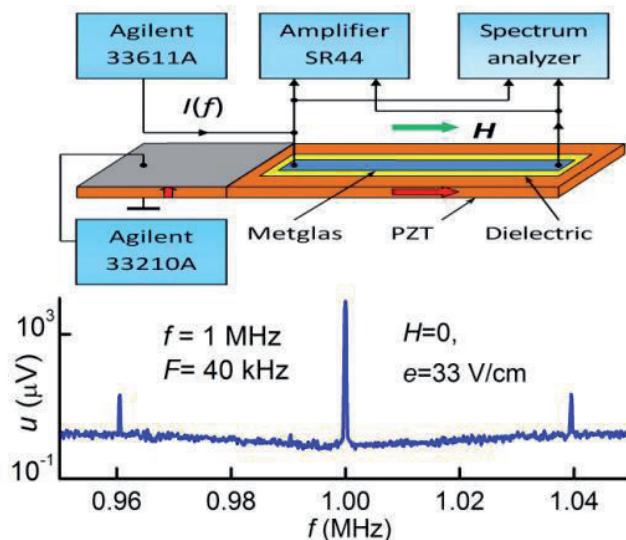 Agilent
33611A
Amplifier
SR44
Spectrum
analyzer
I(f)
H
Metglas
PZT
Dielectric
Agilent
33210A
10³
f = 1 MHz
H=0,
F= 40 kHz
e=33 V/cm
u (µV)
10⁻¹
0.96
0.98
1.00
1.02
1.04
f (MHz)